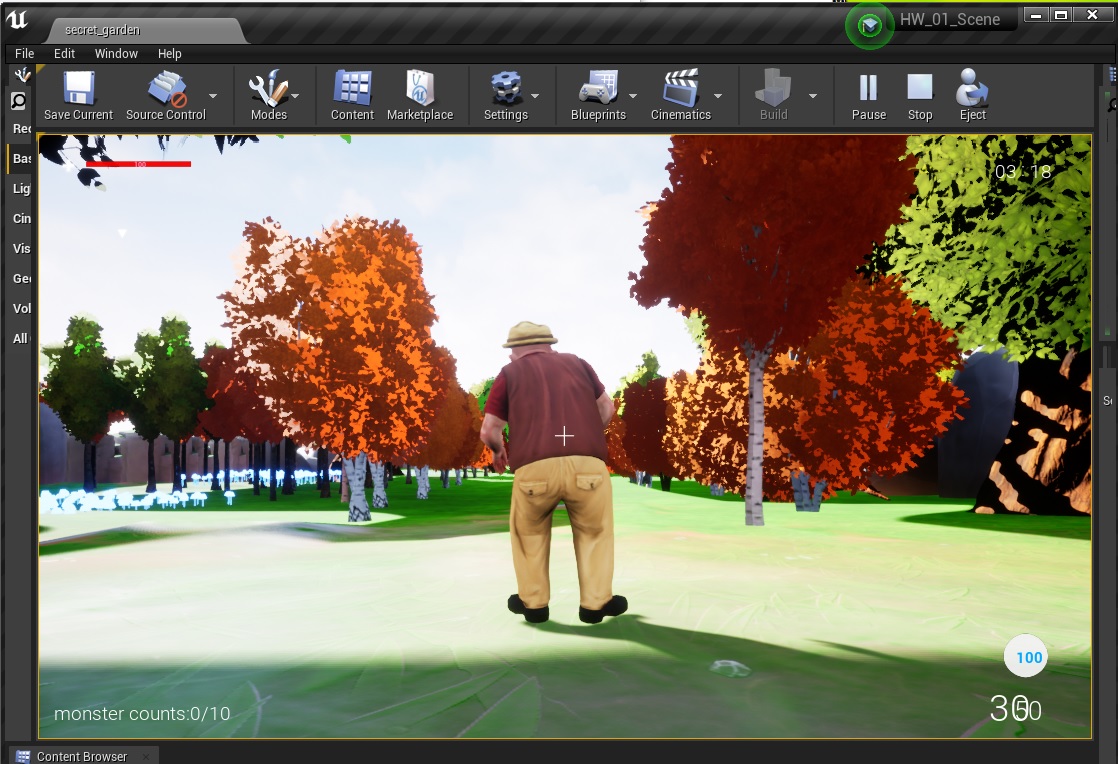 secret_garden
HW_01_Scene
File Edit Window Help
Save Current Source Control Modes Content Marketplace Settings Blueprints Cinematics Build Pause Stop Eject
Rec
Bas
Lig
Cin
Vis
Geo
Vol
All
100
03:18
Se
100
monster counts:0/10
Content Browser